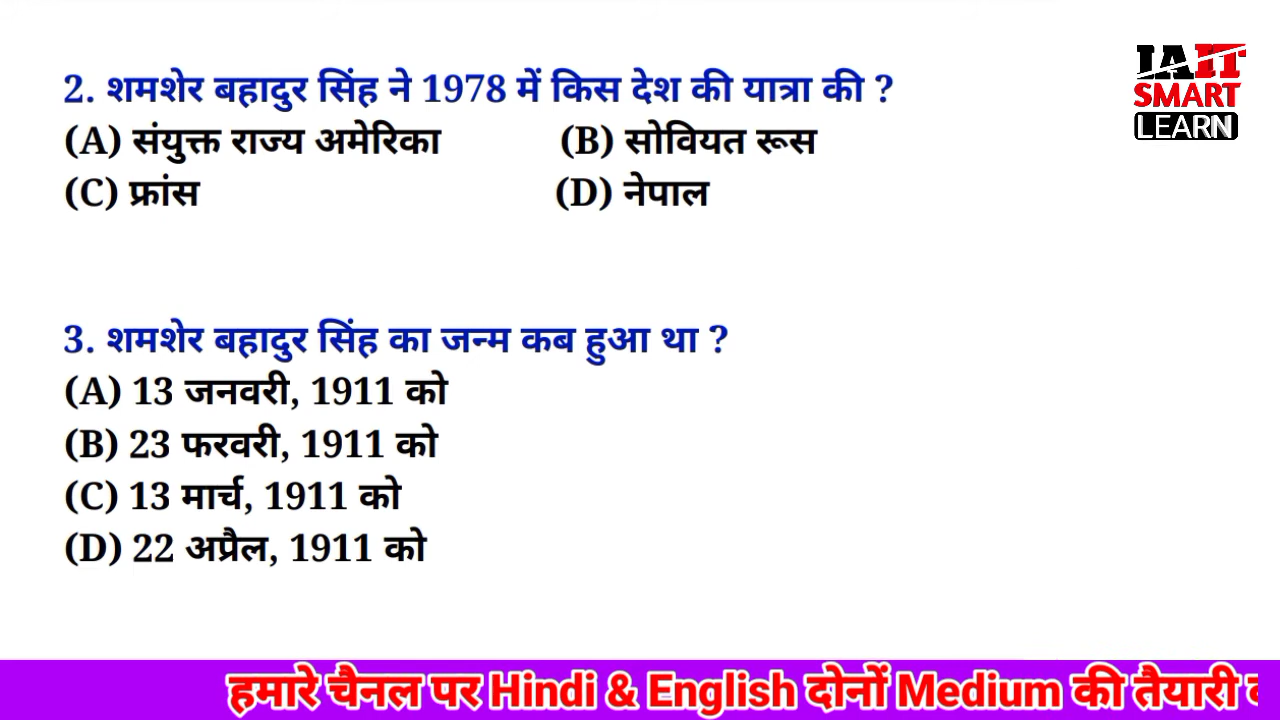 2. शमशेर बहादुर सिंह ने 1978 में किस देश की यात्रा की ?
(A) संयुक्त राज्य अमेरिका (B) सोवियत रूस
(C) फ्रांस (D) नेपाल
IAIT
SMART
LEARN
3. शमशेर बहादुर सिंह का जन्म कब हुआ था ?
(A) 13 जनवरी, 1911 को
(B) 23 फरवरी, 1911 को
(C) 13 मार्च, 1911 को
(D) 22 अप्रैल, 1911 को
हमारे चैनल पर Hindi & English दोनों Medium की तैयारी